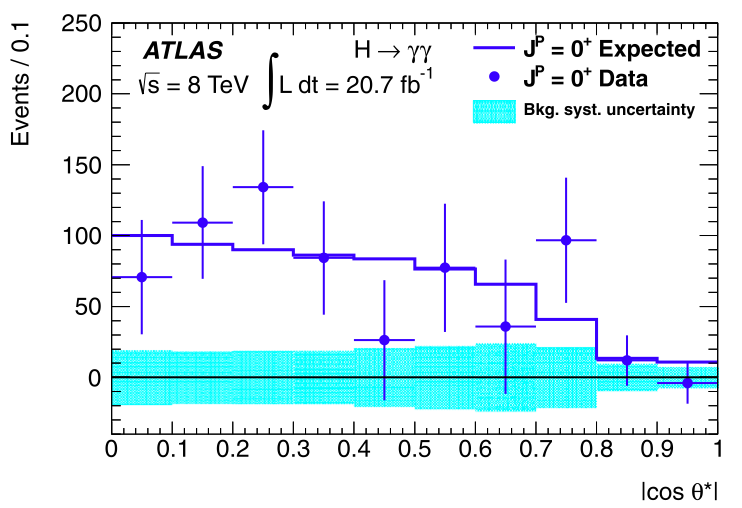 Events / 0.1
250
200
150
100
50
0
ATLAS
H → γγ
√s = 8 TeV ∫ L dt = 20.7 fb⁻¹
Jᴾ = 0⁺ Expected
Jᴾ = 0⁺ Data
Bkg. syst. uncertainty
0 0.1 0.2 0.3 0.4 0.5 0.6 0.7 0.8 0.9 1
|cos θ*|